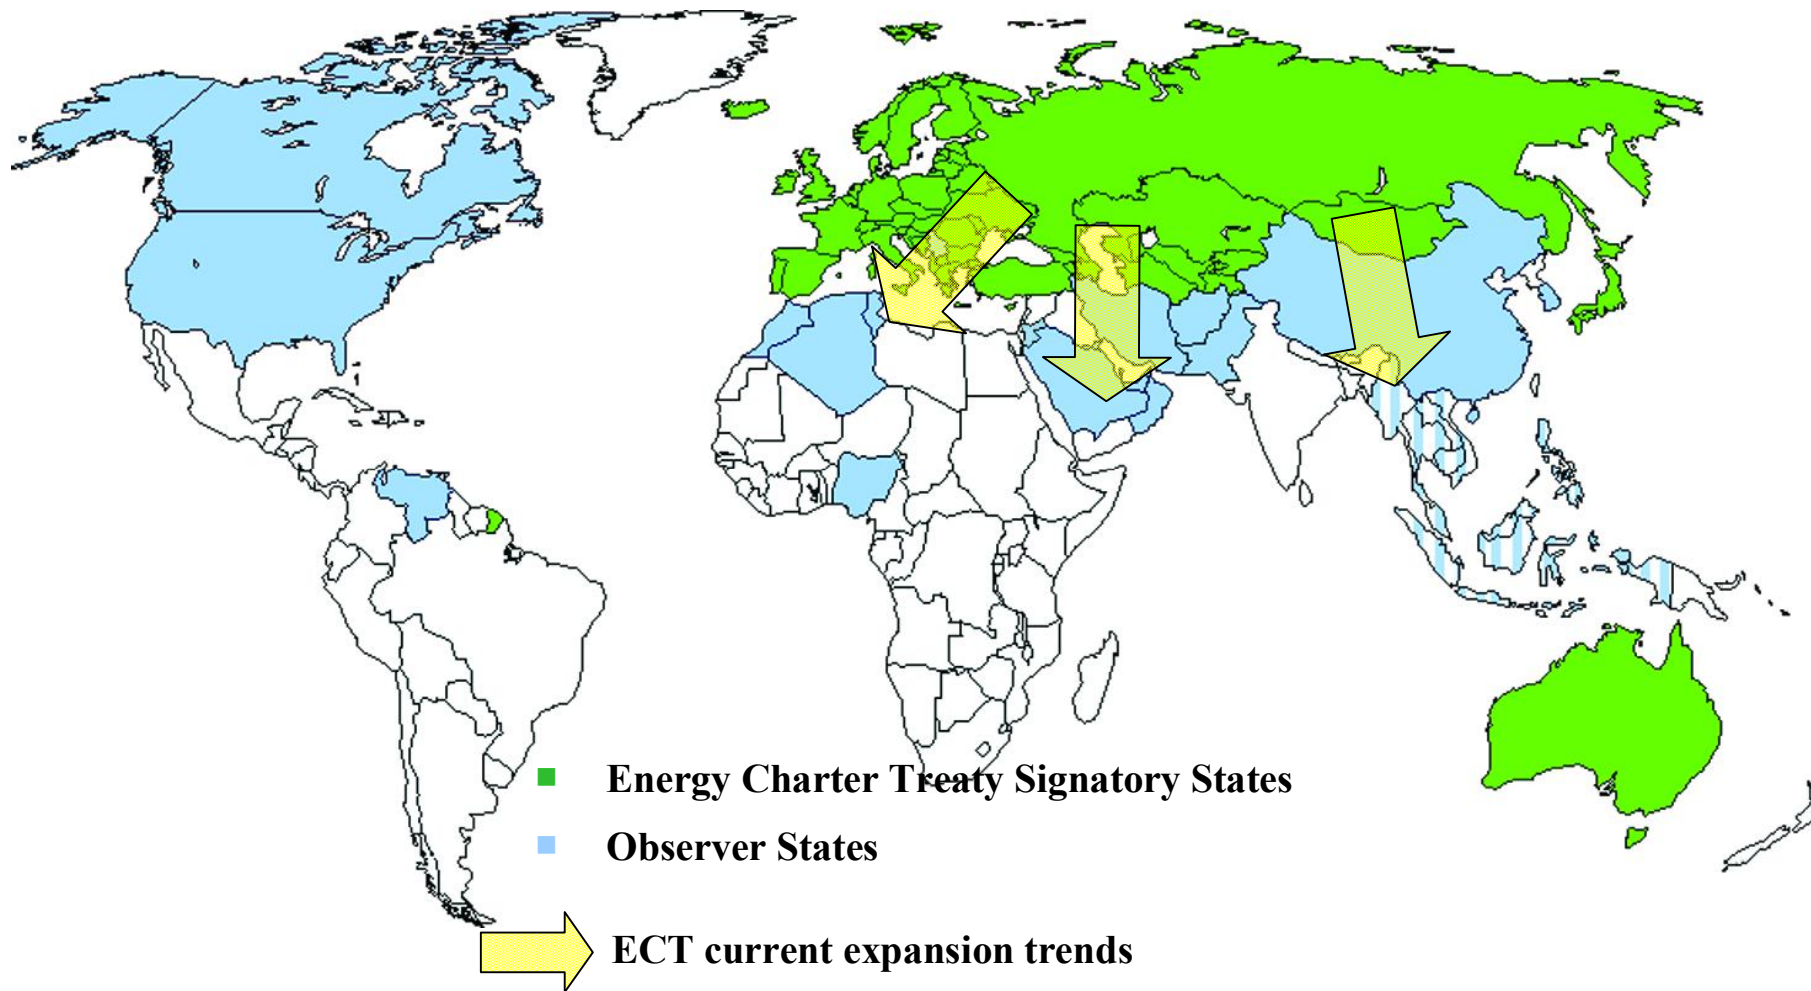 Energy Charter Treaty Signatory States
Observer States
ECT current expansion trends